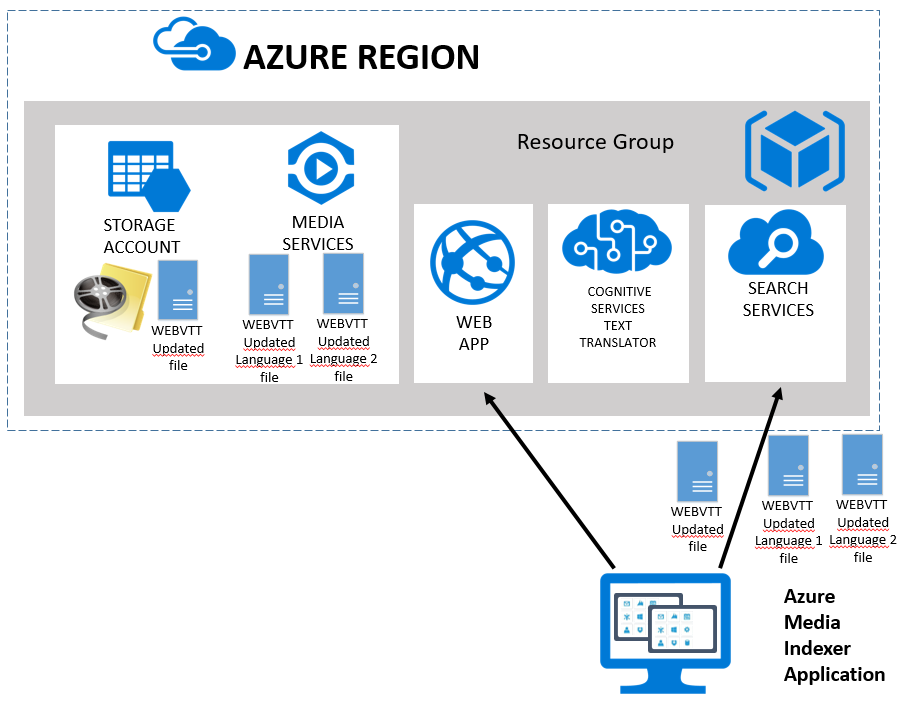 AZURE REGION
Resource Group
STORAGE
ACCOUNT
MEDIA
SERVICES
WEBVTT
Updated
file
WEBVTT
Updated
Language 1
file
WEBVTT
Updated
Language 2
file
WEB
APP
COGNITIVE
SERVICES
TEXT
TRANSLATOR
SEARCH
SERVICES
WEBVTT
Updated
file
WEBVTT
Updated
Language 1
file
WEBVTT
Updated
Language 2
file
Azure
Media
Indexer
Application